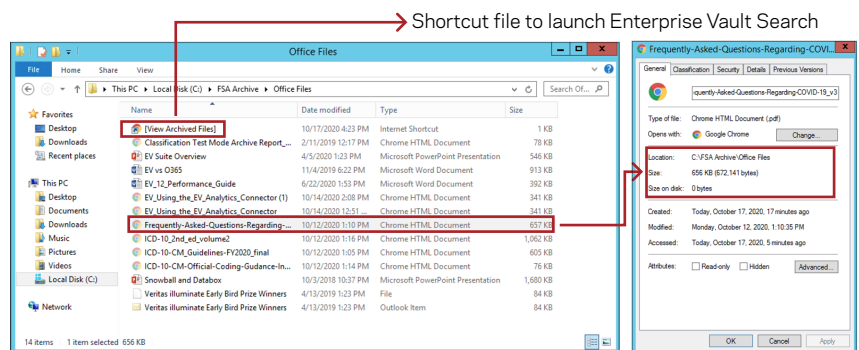 Shortcut file to launch Enterprise Vault Search
Office Files
File Home Share View
This PC ▸ Local Disk (C:) ▸ FSA Archive ▸ Office Files
Search Of...
Favorites
Desktop
Downloads
Recent places
This PC
Desktop
Documents
Downloads
Music
Pictures
Videos
Local Disk (C:)
Network
Name Date modified Type Size
[View Archived Files] 10/17/2020 4:23 PM Internet Shortcut 1 KB
Classification Test Mode Archive Report_... 2/11/2019 12:17 PM Chrome HTML Document 78 KB
EV Suite Overview 4/5/2020 1:23 PM Microsoft PowerPoint Presentation 546 KB
EV vs O365 11/4/2019 6:22 PM Microsoft Word Document 913 KB
EV_12_Performance_Guide 6/22/2020 1:53 PM Microsoft Word Document 392 KB
EV_Using_the_EV_Analytics_Connector (1) 10/14/2020 2:08 PM Chrome HTML Document 341 KB
EV_Using_the_EV_Analytics_Connector 10/14/2020 12:51 ... Chrome HTML Document 341 KB
Frequently-Asked-Questions-Regarding-... 10/12/2020 1:10 PM Chrome HTML Document 657 KB
ICD-10_2nd_ed_volume2 10/12/2020 1:16 PM Chrome HTML Document 1,062 KB
ICD-10-CM_Guidelines-FY2020_final 10/12/2020 1:05 PM Chrome HTML Document 605 KB
ICD-10-CM-Official-Coding-Gudance-In... 10/12/2020 1:14 PM Chrome HTML Document 76 KB
Snowball and Databox 10/3/2018 10:37 PM Microsoft PowerPoint Presentation 1,680 KB
Veritas illuminate Early Bird Prize Winners 4/13/2019 1:23 PM File 84 KB
Veritas illuminate Early Bird Prize Winners 4/13/2019 1:23 PM Outlook Item 84 KB
14 items 1 item selected 656 KB
Frequently-Asked-Questions-Regarding-COVI...
General Classification Security Details Previous Versions
quently-Asked-Questions-Regarding-COVID-19_v3
Type of file: Chrome HTML Document (.pdf)
Opens with: Google Chrome Change...
Location: C:\FSA Archive\Office Files
Size: 656 KB (672,141 bytes)
Size on disk: 0 bytes
Created: Today, October 17, 2020, 17 minutes ago
Modified: Monday, October 12, 2020, 1:10:35 PM
Accessed: Today, October 17, 2020, 5 minutes ago
Attributes: Read-only Hidden Advanced...
OK Cancel Apply